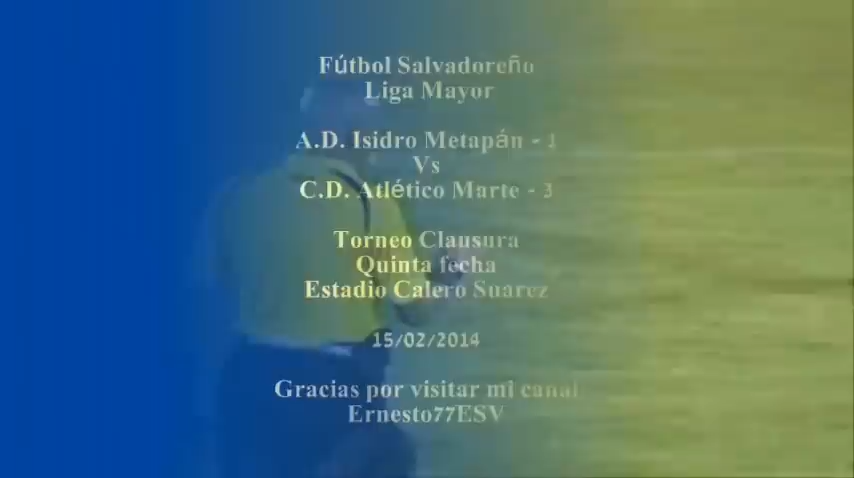 Fútbol Salvadoreño
Liga Mayor
A.D. Isidro Metapán - 1
Vs
C.D. Atlético Marte - 3
Torneo Clausura
Quinta fecha
Estadio Calero Suarez
15/02/2014
Gracias por visitar mi canal
Ernesto77ESV